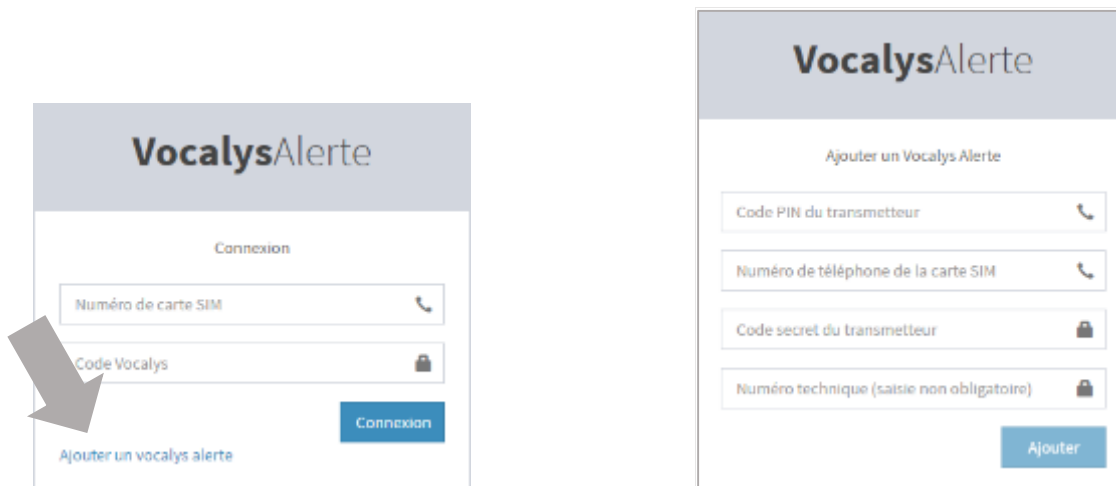 VocalysAlerte
Connexion
Numéro de carte SIM
Code Vocalys
Connexion
Ajouter un vocalys alerte
VocalysAlerte
Ajouter un Vocalys Alerte
Code PIN du transmetteur
Numéro de téléphone de la carte SIM
Code secret du transmetteur
Numéro technique (saisie non obligatoire)
Ajouter